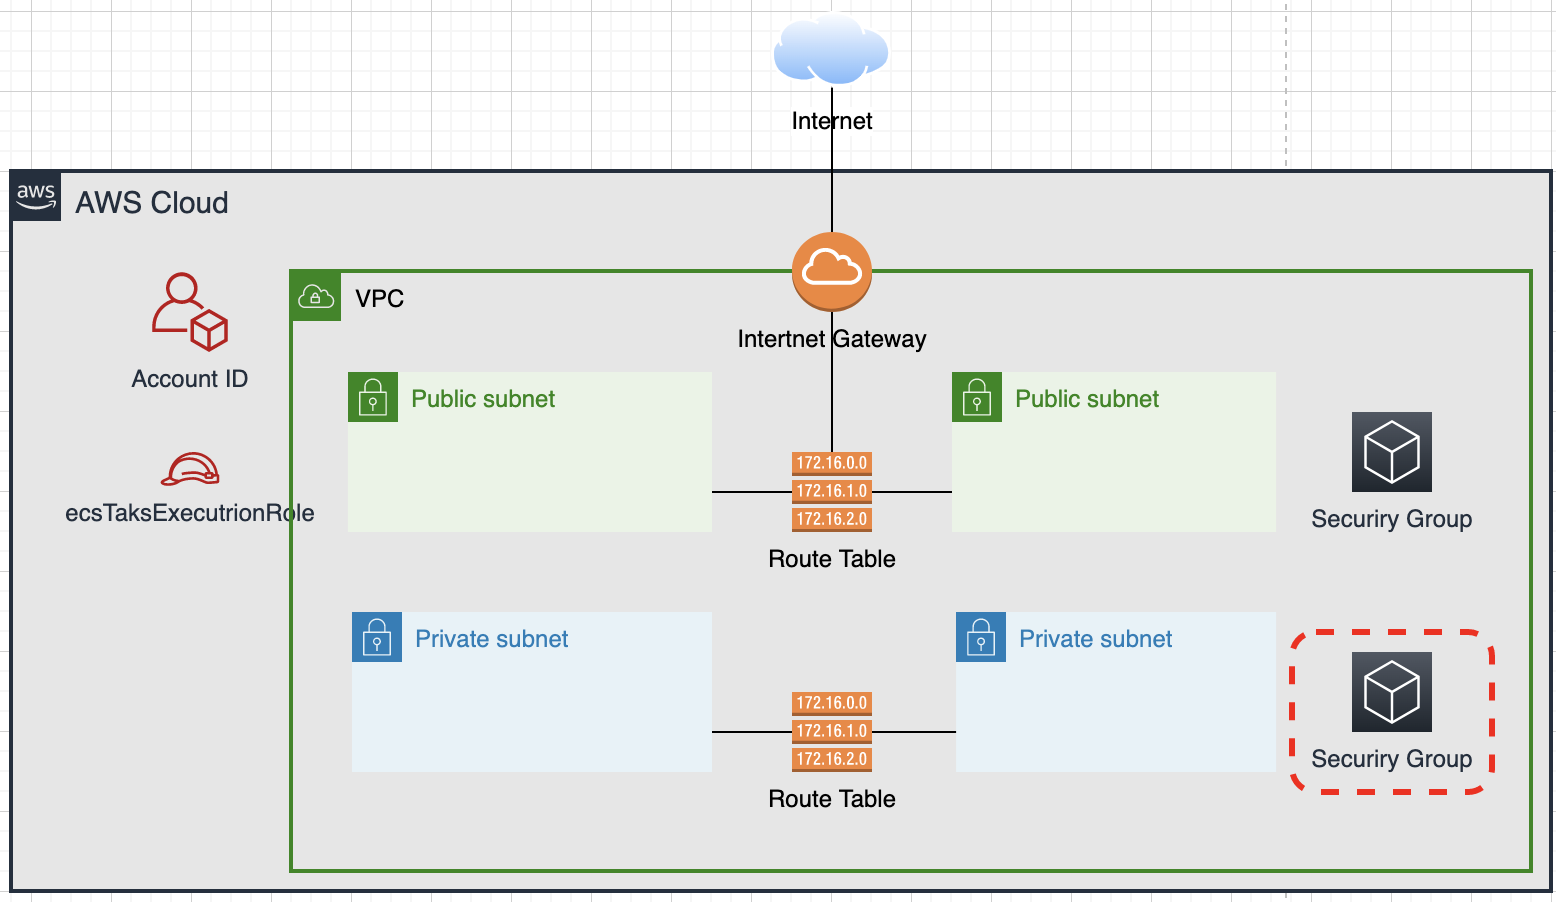 Internet
aws
AWS Cloud
VPC
Intertnet Gateway
Account ID
Public subnet
Public subnet
172.16.0.0
172.16.1.0
172.16.2.0
Route Table
ecsTaksExecutrionRole
Securiry Group
Private subnet
Private subnet
172.16.0.0
172.16.1.0
172.16.2.0
Route Table
Securiry Group